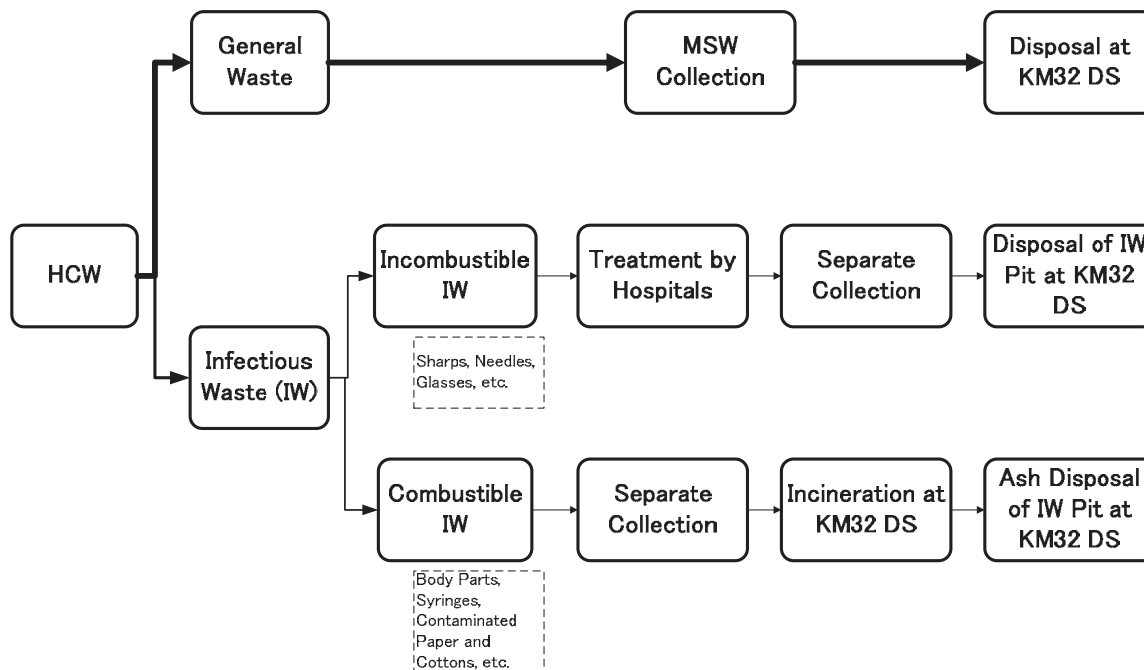 General
Waste
MSW
Collection
Disposal at
KM32 DS
HCW
Incombustible
IW
Treatment by
Hospitals
Separate
Collection
Disposal of IW
Pit at KM32
DS
Sharps, Needles,
Glasses, etc.
Infectious
Waste (IW)
Combustible
IW
Separate
Collection
Incineration at
KM32 DS
Ash Disposal
of IW Pit at
KM32 DS
Body Parts,
Syringes,
Contaminated
Paper and
Cottons, etc.